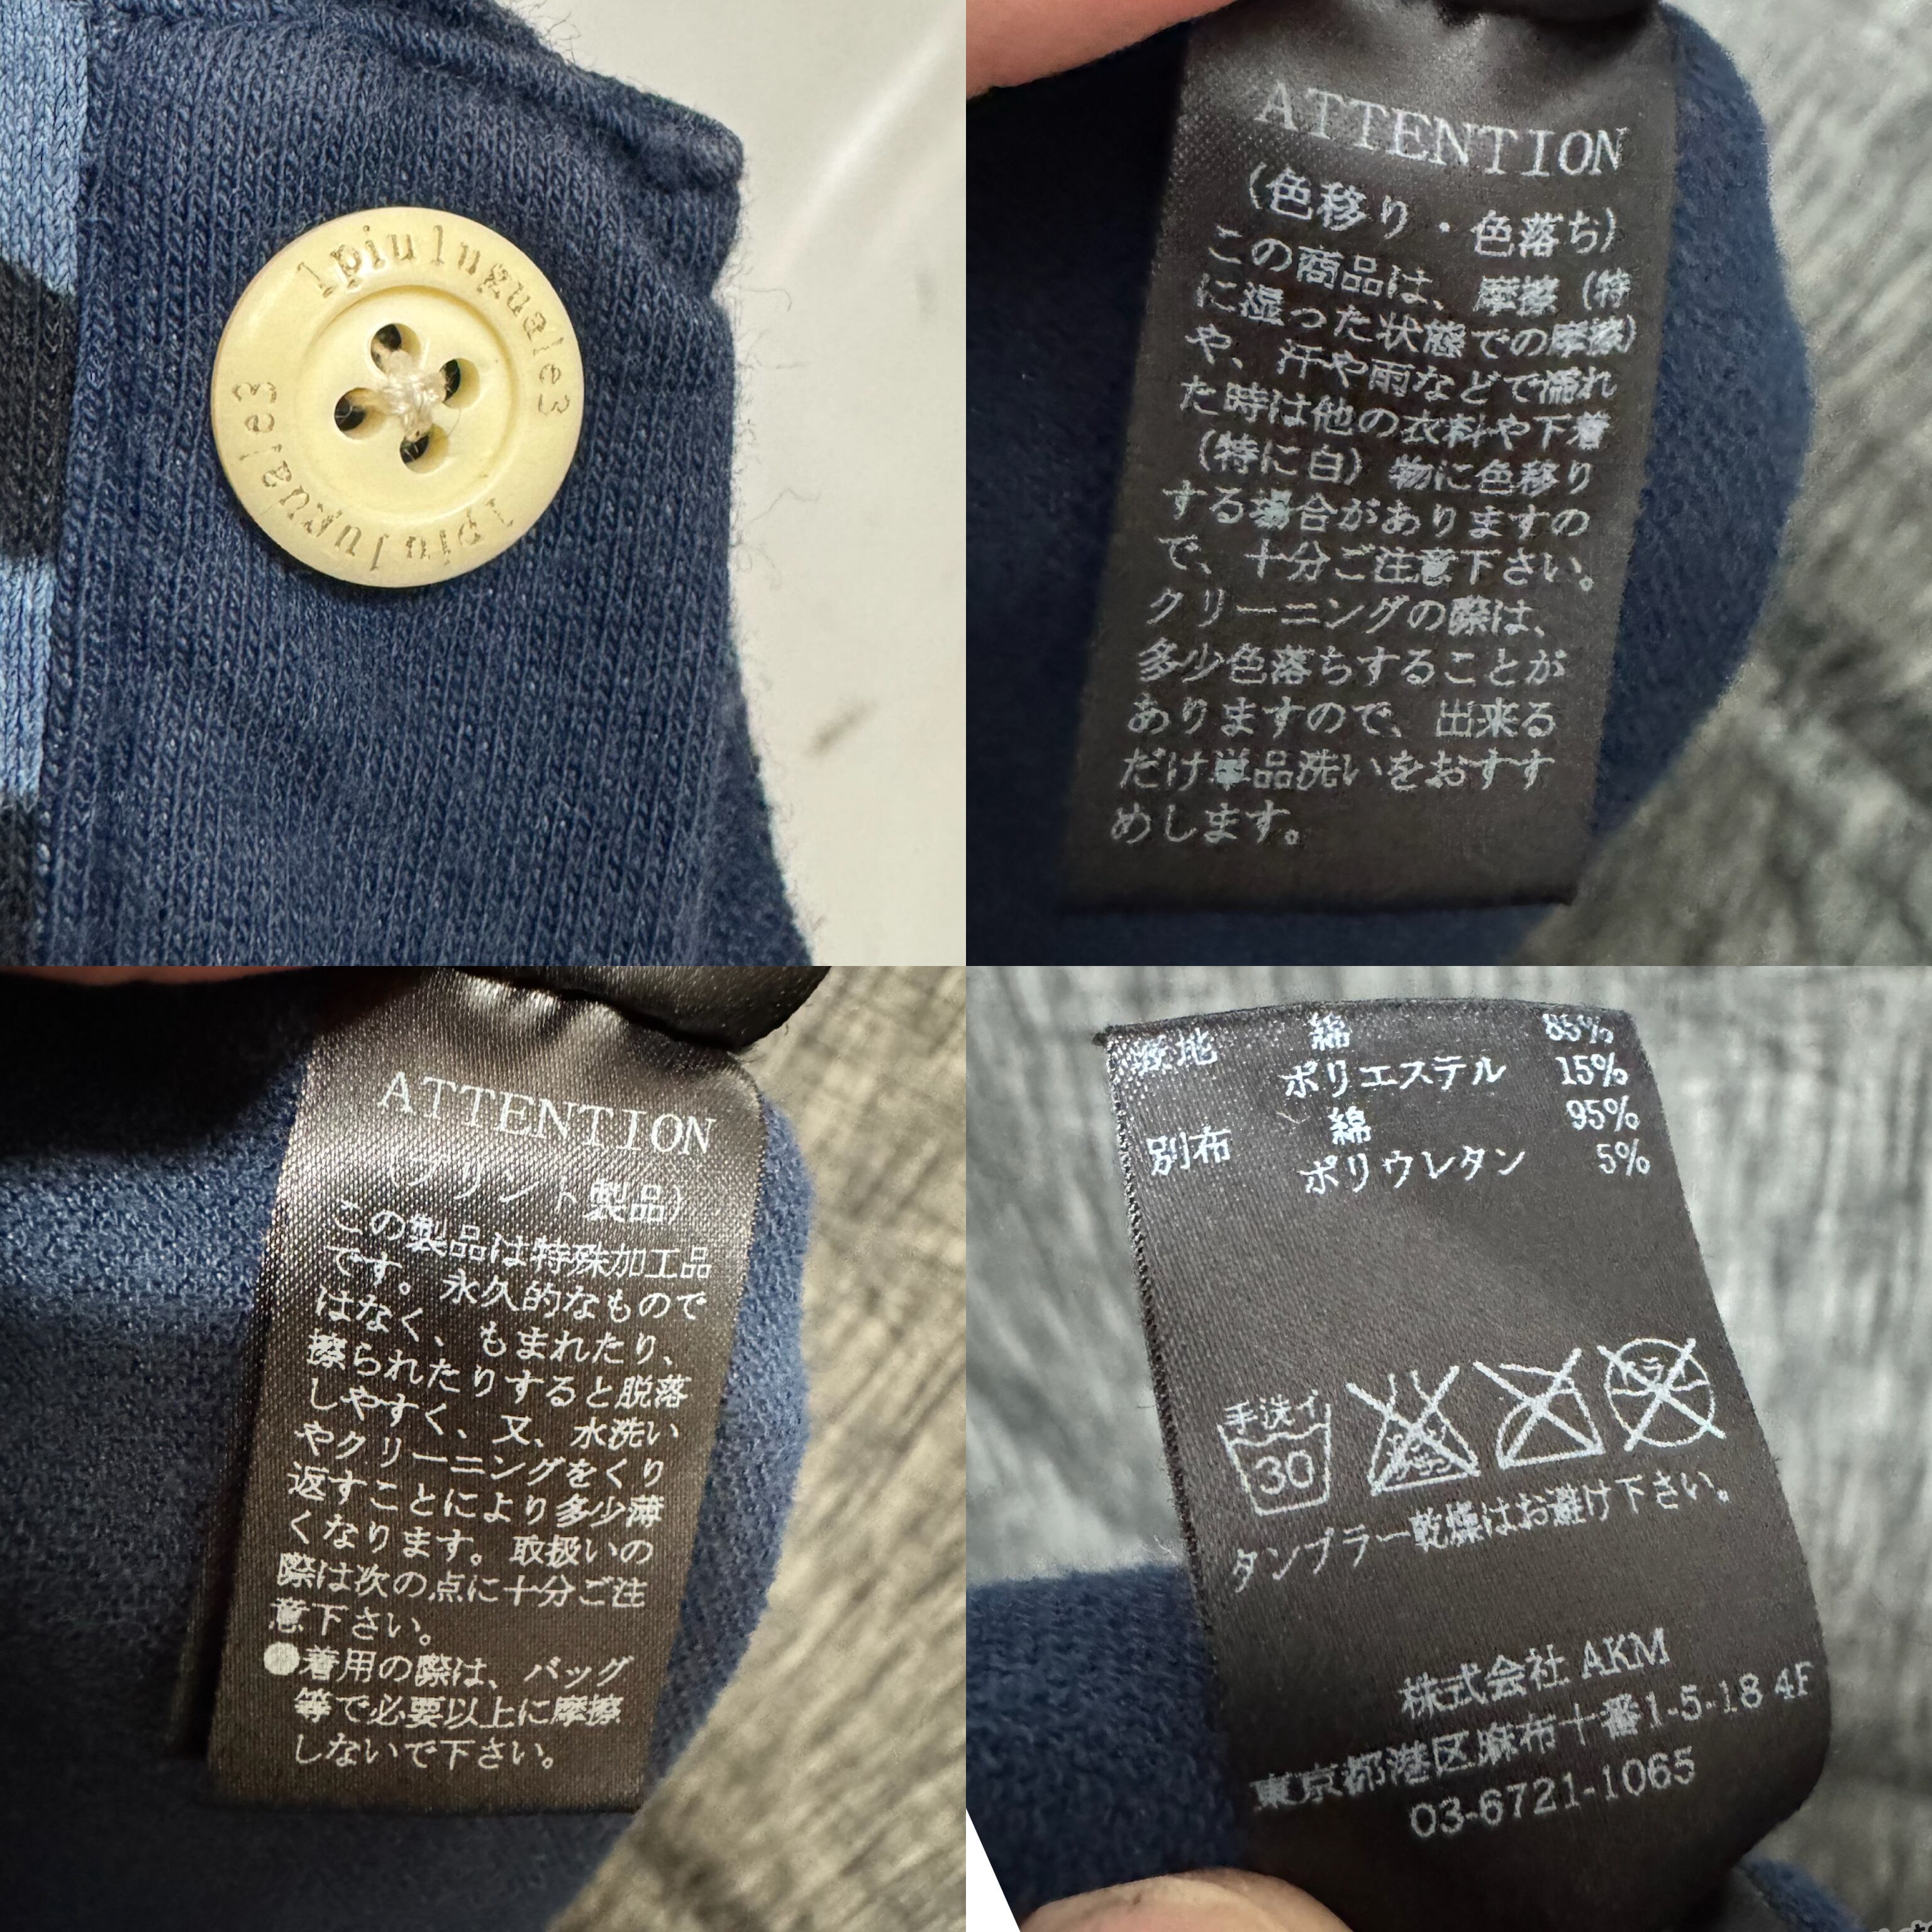 1piu1uguale3
1piu1uguale3
ATTENTION
(色移り・色落ち)
この商品は、摩擦(特
に湿った状態での摩擦)
や、汗や雨などで濡れ
た時は他の衣料や下着
(特に白)物に色移り
する場合がありますの
で、十分ご注意下さい。
クリーニングの際は、
多少色落ちすることが
ありますので、出来る
だけ単品洗いをおすす
めします。
ATTENTION
(プリント製品)
この製品は特殊加工品
です。永久的なもので
はなく、もまれたり、
擦られたりすると脱落
しやすく、又、水洗い
やクリーニングをくり
返すことにより多少薄
くなります。取扱いの
際は次の点に十分ご注
意下さい。
●着用の際は、バッグ
等で必要以上に摩擦
しないで下さい。
表地 綿 85%
ポリエステル 15%
別布 綿 95%
ポリウレタン 5%
手洗イ
30
ドライ
タンブラー乾燥はお避け下さい。
株式会社 AKM
東京都港区麻布十番1-5-18 4F
03-6721-1065